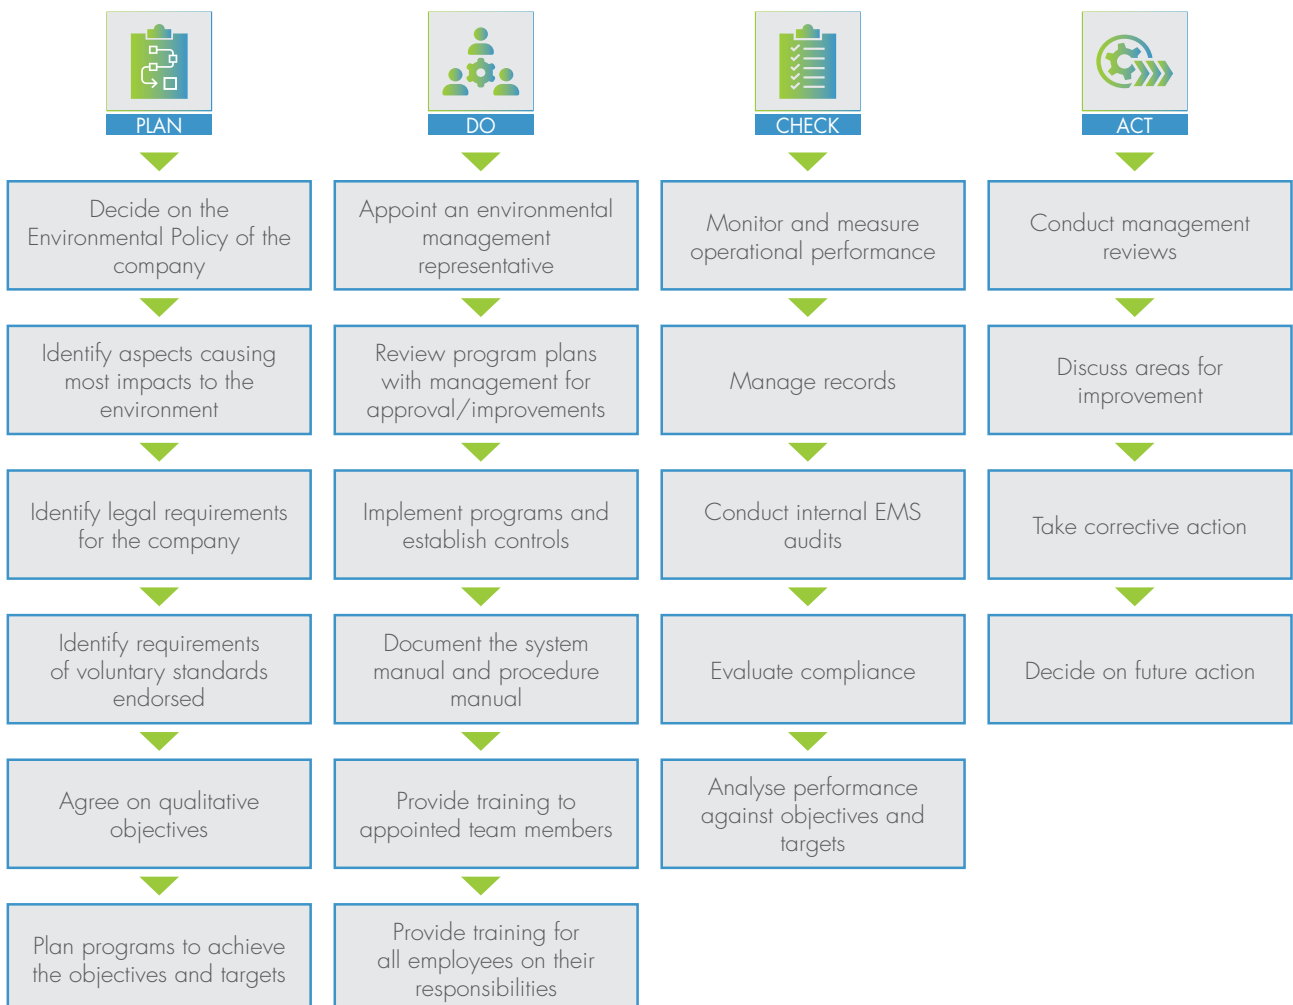 PLAN
Decide on the
Environmental Policy of the
company
Identify aspects causing
most impacts to the
environment
Identify legal requirements
for the company
Identify requirements
of voluntary standards
endorsed
Agree on qualitative
objectives
Plan programs to achieve
the objectives and targets
DO
Appoint an environmental
management
representative
Review program plans
with management for
approval/improvements
Implement programs and
establish controls
Document the system
manual and procedure
manual
Provide training to
appointed team members
Provide training for
all employees on their
responsibilities
CHECK
Monitor and measure
operational performance
Manage records
Conduct internal EMS
audits
Evaluate compliance
Analyse performance
against objectives and
targets
ACT
Conduct management
reviews
Discuss areas for
improvement
Take corrective action
Decide on future action